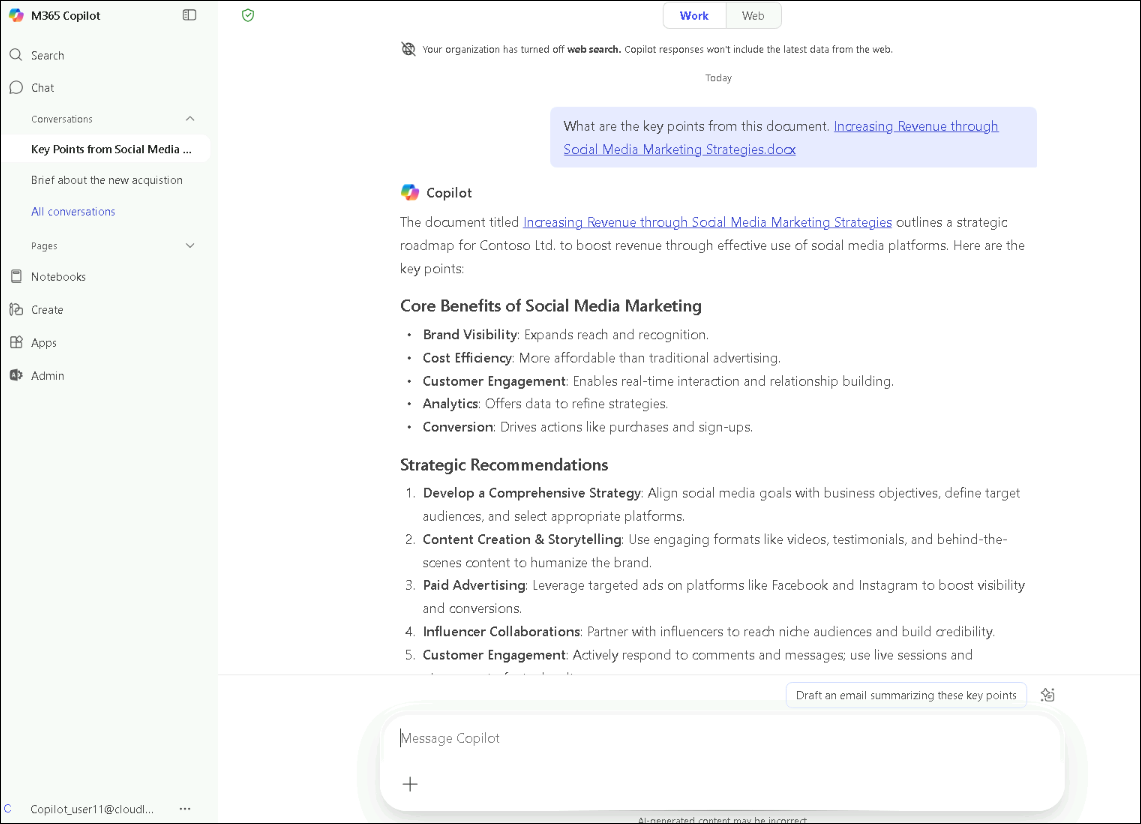 M365 Copilot
Search
Chat
Conversations
Key Points from Social Media ...
Brief about the new acquistion
All conversations
Pages
Notebooks
Create
Apps
Admin
C Copilot_user11@cloudl... ...
Work Web
Your organization has turned off web search. Copilot responses won't include the latest data from the web.
Today
What are the key points from this document. Increasing Revenue through
Social Media Marketing Strategies.docx
Copilot
The document titled Increasing Revenue through Social Media Marketing Strategies outlines a strategic
roadmap for Contoso Ltd. to boost revenue through effective use of social media platforms. Here are the
key points:
Core Benefits of Social Media Marketing
• Brand Visibility: Expands reach and recognition.
• Cost Efficiency: More affordable than traditional advertising.
• Customer Engagement: Enables real-time interaction and relationship building.
• Analytics: Offers data to refine strategies.
• Conversion: Drives actions like purchases and sign-ups.
Strategic Recommendations
1. Develop a Comprehensive Strategy: Align social media goals with business objectives, define target
audiences, and select appropriate platforms.
2. Content Creation & Storytelling: Use engaging formats like videos, testimonials, and behind-the-
scenes content to humanize the brand.
3. Paid Advertising: Leverage targeted ads on platforms like Facebook and Instagram to boost visibility
and conversions.
4. Influencer Collaborations: Partner with influencers to reach niche audiences and build credibility.
5. Customer Engagement: Actively respond to comments and messages; use live sessions and
Draft an email summarizing these key points
Message Copilot
AI-generated content may be incorrect